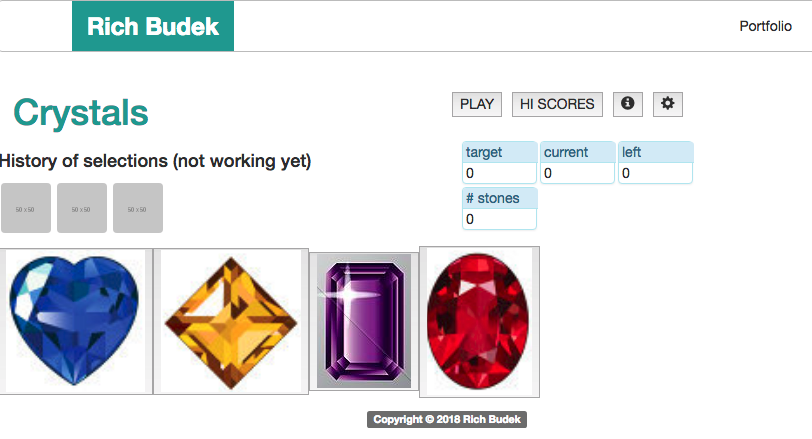 Rich Budek
Portfolio
Crystals
PLAY HI SCORES
History of selections (not working yet)
target current left
0 0 0
# stones
0
50 x 50 50 x 50 50 x 50
Copyright © 2018 Rich Budek